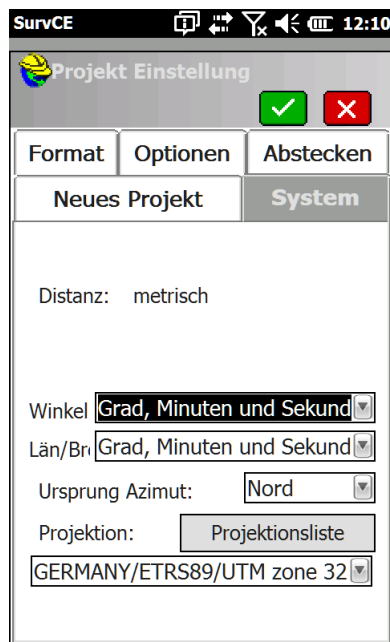 SurvCE 12:10
Projekt Einstellung
Format Optionen Abstecken
Neues Projekt System
Distanz: metrisch
Winkel Grad, Minuten und Sekund
Län/Br Grad, Minuten und Sekund
Ursprung Azimut: Nord
Projektion: Projektionsliste
GERMANY/ETRS89/UTM zone 32